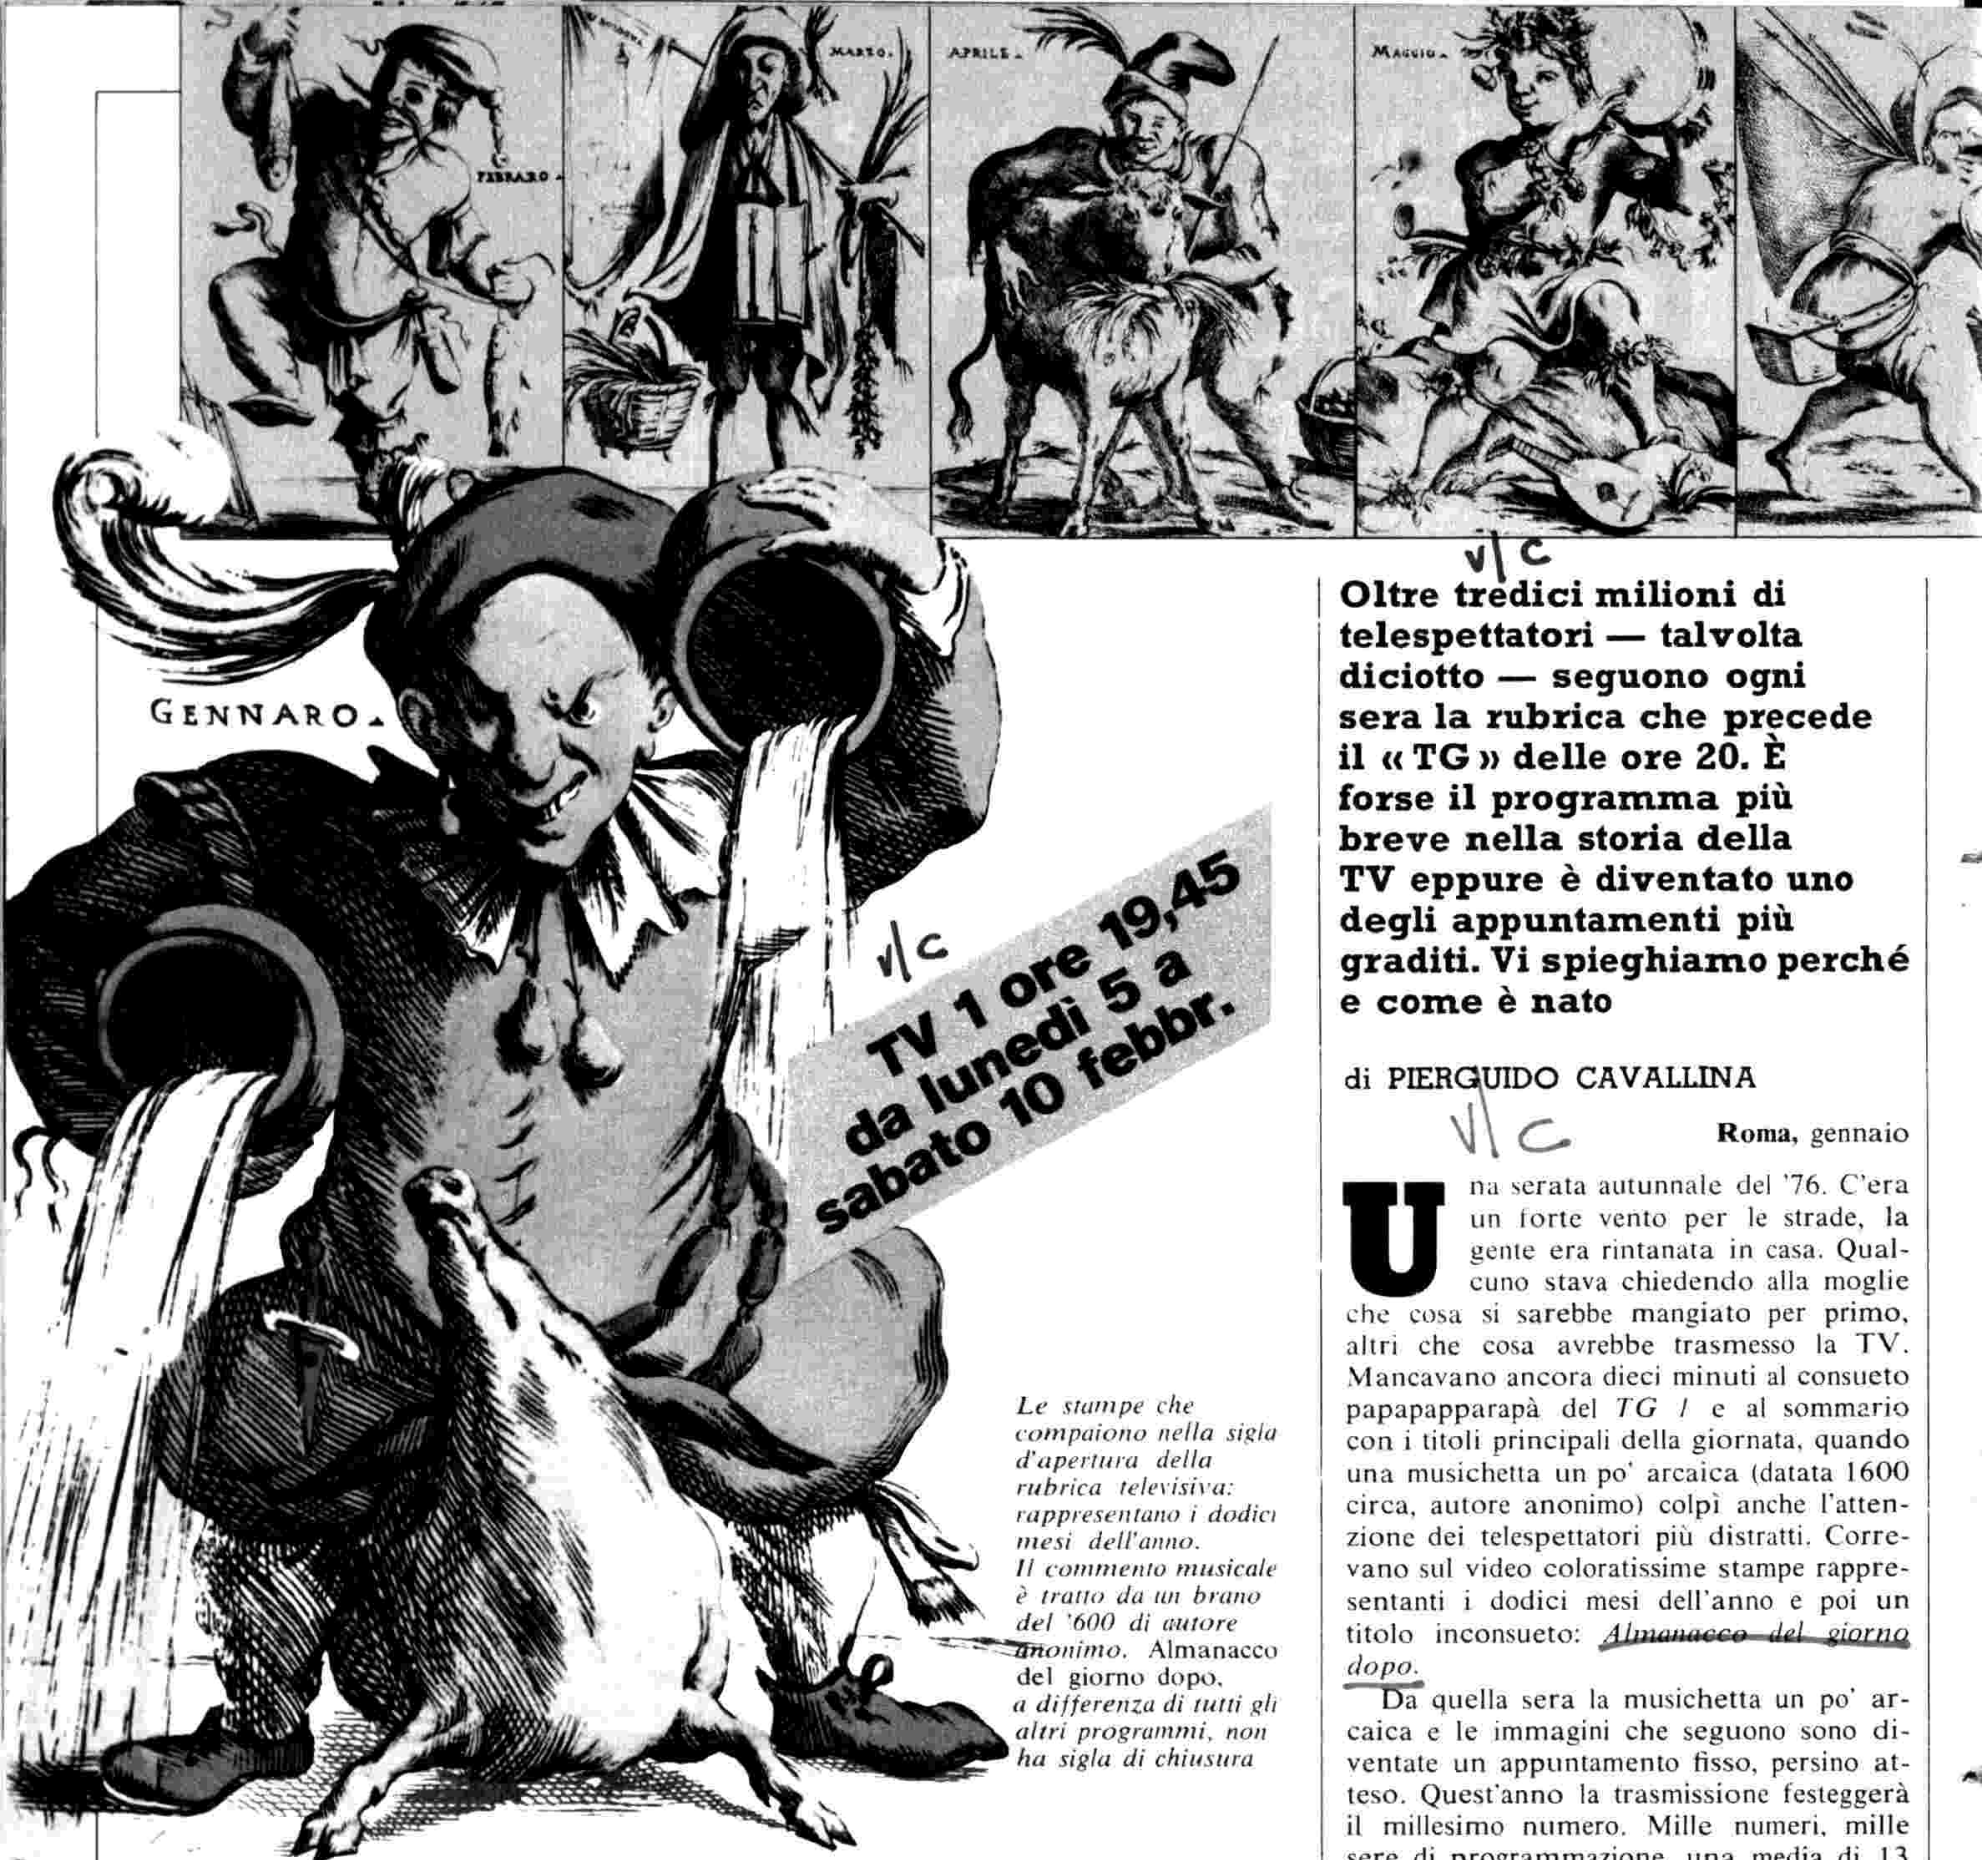 FEBRARO.
MARZO.
APRILE.
MAGGIO.
GENNARO.
v/c
Oltre tredici milioni di
telespettatori — talvolta
diciotto — seguono ogni
sera la rubrica che precede
il « TG » delle ore 20. È
forse il programma più
breve nella storia della
TV eppure è diventato uno
degli appuntamenti più
graditi. Vi spieghiamo perché
e come è nato
v/c
TV 1 ore 19,45
da lunedì 5 a
sabato 10 febbr.
di PIERGUIDO CAVALLINA
v/c
Roma, gennaio
Una serata autunnale del '76. C'era
un forte vento per le strade, la
gente era rintanata in casa. Qual-
cuno stava chiedendo alla moglie
che cosa si sarebbe mangiato per primo,
altri che cosa avrebbe trasmesso la TV.
Mancavano ancora dieci minuti al consueto
papapapparapà del TG 1 e al sommario
con i titoli principali della giornata, quando
una musichetta un po' arcaica (datata 1600
circa, autore anonimo) colpì anche l'atten-
zione dei telespettatori più distratti. Corre-
vano sul video coloratissime stampe rappre-
sentanti i dodici mesi dell'anno e poi un
titolo inconsueto: Almanacco del giorno
dopo.
Da quella sera la musichetta un po' ar-
caica e le immagini che seguono sono di-
ventate un appuntamento fisso, persino at-
teso. Quest'anno la trasmissione festeggerà
il millesimo numero. Mille numeri, mille
sere di programmazione, una media di 13
Le stampe che
compaiono nella sigla
d'apertura della
rubrica televisiva:
rappresentano i dodici
mesi dell'anno.
Il commento musicale
è tratto da un brano
del '600 di autore
anonimo. Almanacco
del giorno dopo,
a differenza di tutti gli
altri programmi, non
ha sigla di chiusura